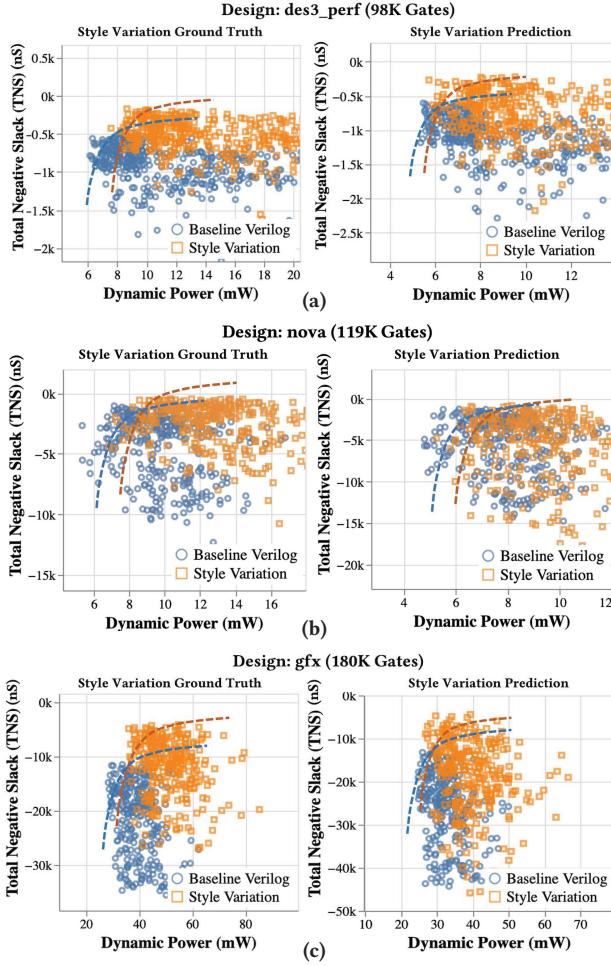 Design: des3_perf (98K Gates)
Style Variation Ground Truth
Total Negative Slack (TNS) (nS)
0.5k
0k
−0.5k
−1k
−1.5k
−2k
6 8 10 12 14 16 18 20
Dynamic Power (mW)
Baseline Verilog
Style Variation
Style Variation Prediction
Total Negative Slack (TNS) (nS)
0k
−0.5k
−1k
−1.5k
−2k
−2.5k
4 6 8 10 12
Dynamic Power (mW)
Baseline Verilog
Style Variation
(a)
Design: nova (119K Gates)
Style Variation Ground Truth
Total Negative Slack (TNS) (nS)
0k
−5k
−10k
−15k
6 8 10 12 14 16
Dynamic Power (mW)
Baseline Verilog
Style Variation
Style Variation Prediction
Total Negative Slack (TNS) (nS)
0k
−5k
−10k
−15k
−20k
4 6 8 10 12
Dynamic Power (mW)
Baseline Verilog
Style Variation
(b)
Design: gfx (180K Gates)
Style Variation Ground Truth
Total Negative Slack (TNS) (nS)
0k
−10k
−20k
−30k
20 40 60 80
Dynamic Power (mW)
Baseline Verilog
Style Variation
Style Variation Prediction
Total Negative Slack (TNS) (nS)
0k
−10k
−20k
−30k
−40k
−50k
10 20 30 40 50 60 70
Dynamic Power (mW)
Baseline Verilog
Style Variation
(c)